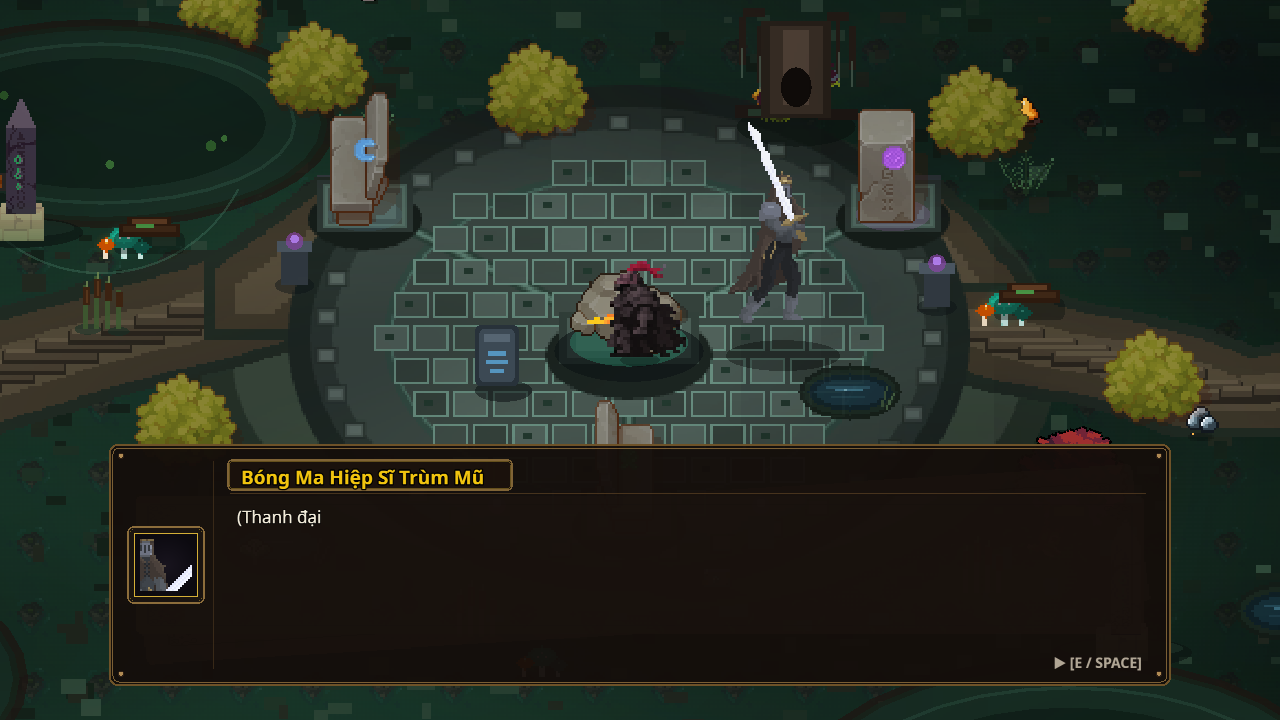 Bóng Ma Hiệp Sĩ Trùm Mũ
(Thanh đại
▶ [E / SPACE]